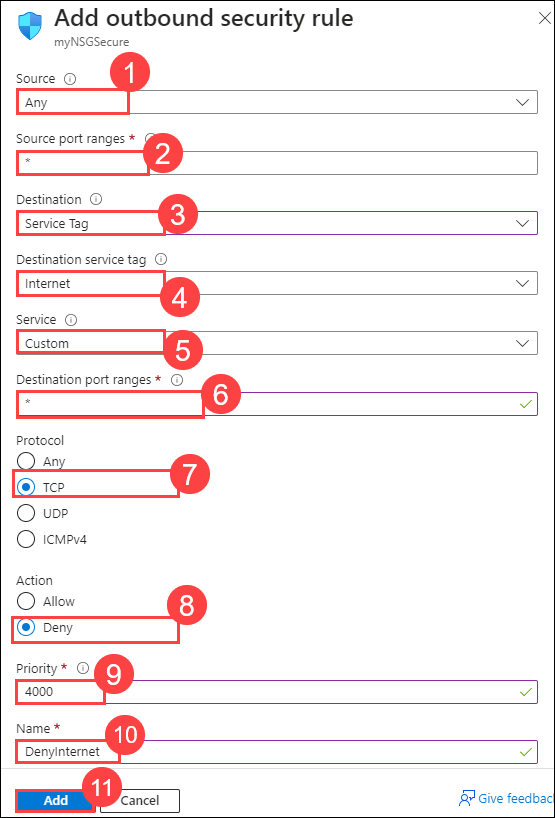 Add outbound security rule
myNSGSecure
1
Source
Any
Source port ranges *
2
*
Destination
3
Service Tag
Destination service tag
Internet
4
Service
Custom
5
Destination port ranges *
6
*
Protocol
Any
7
TCP
UDP
ICMPv4
Action
Allow
8
Deny
Priority *
9
4000
Name *
10
DenyInternet
11
Add
Cancel
Give feedbac